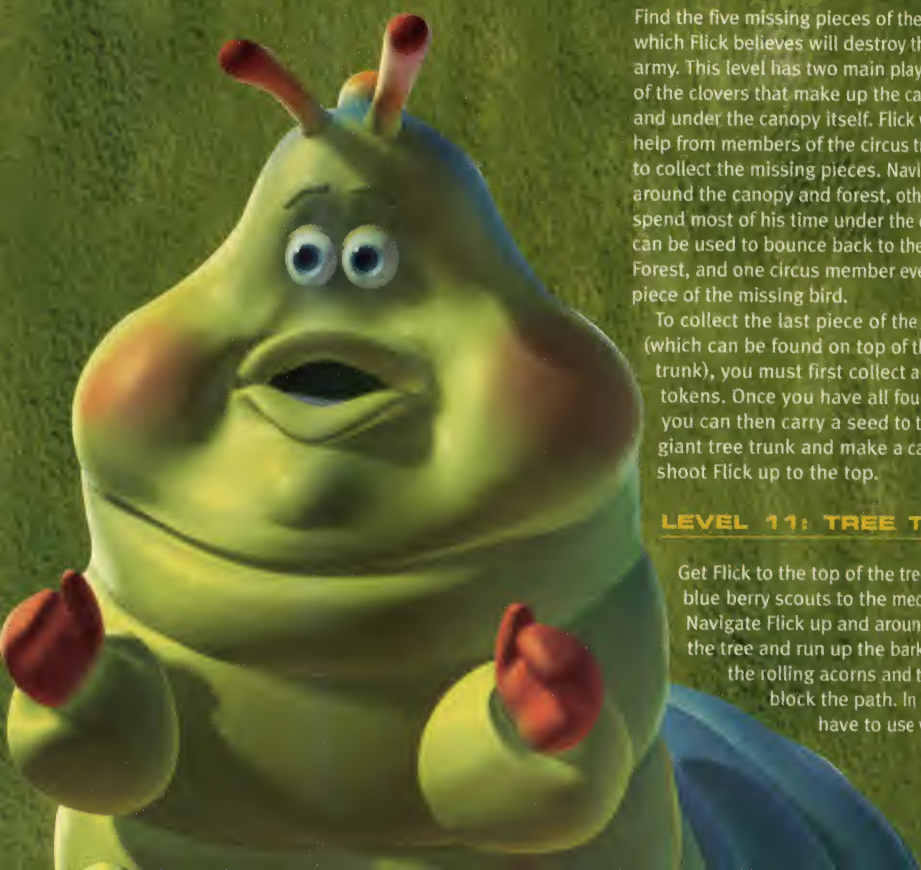 Find the five missing pieces of the
which Flick believes will destroy th
army. This level has two main play
of the clovers that make up the ca
and under the canopy itself. Flick
help from members of the circus tr
to collect the missing pieces. Navi
around the canopy and forest, oth
spend most of his time under the
can be used to bounce back to the
Forest, and one circus member eve
piece of the missing bird.
To collect the last piece of the
(which can be found on top of th
trunk), you must first collect a
tokens. Once you have all fou
you can then carry a seed to t
giant tree trunk and make a ca
shoot Flick up to the top.
LEVEL 11: TREE T
Get Flick to the top of the tre
blue berry scouts to the med
Navigate Flick up and aroun
the tree and run up the bark
the rolling acorns and t
block the path. In
have to use